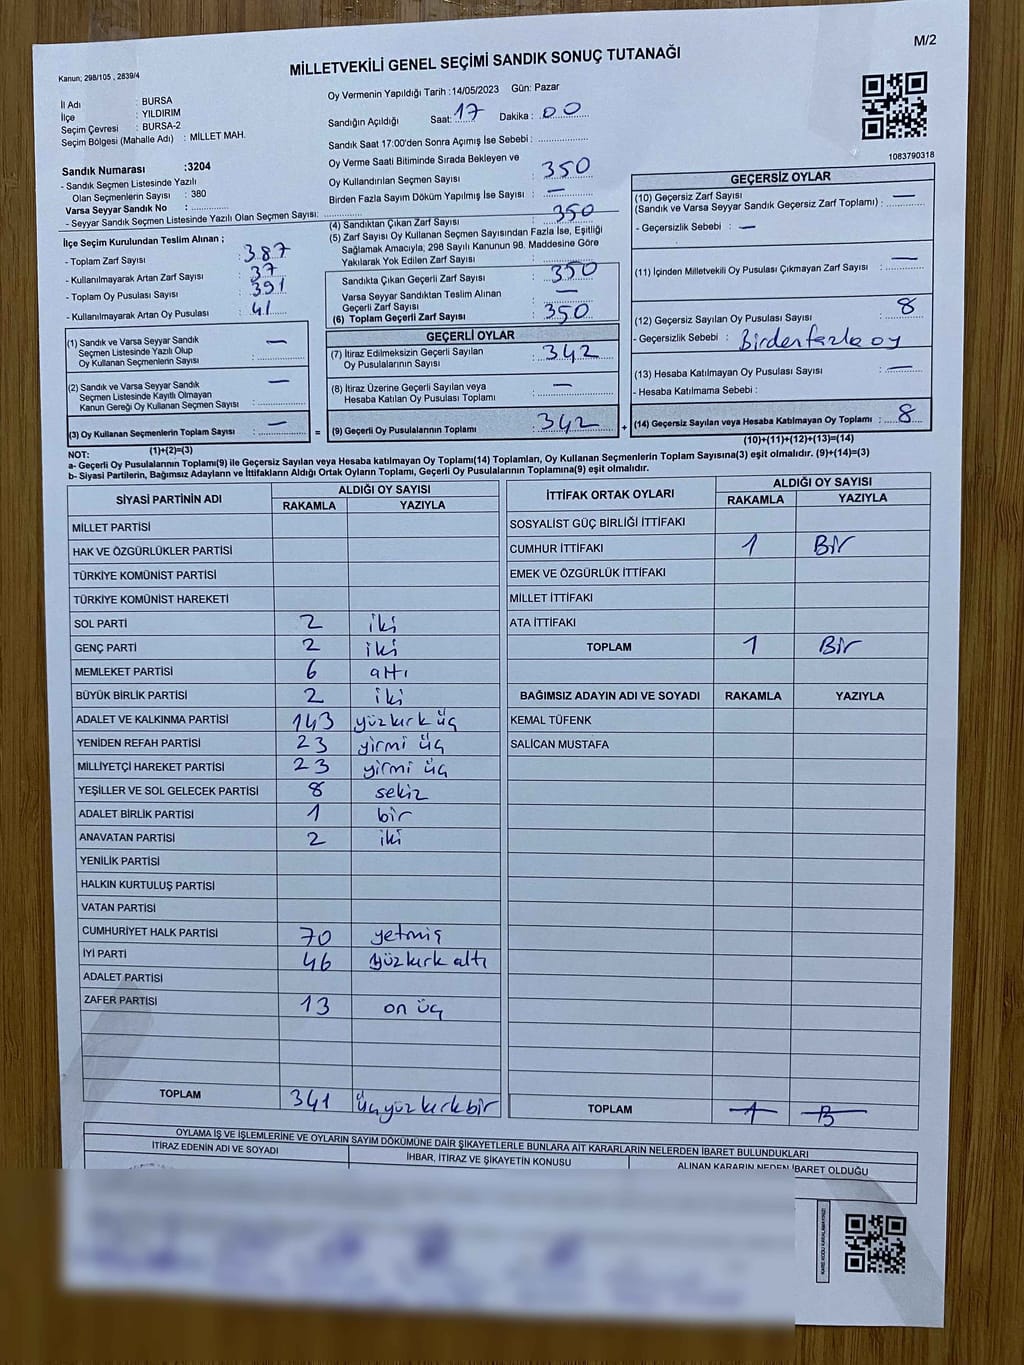 M/2
Kanun; 298/105 , 2839/4
MİLLETVEKİLİ GENEL SEÇİMİ SANDIK SONUÇ TUTANAĞI
İl Adı : BURSA
İlçe : YILDIRIM
Seçim Çevresi : BURSA-2
Seçim Bölgesi (Mahalle Adı) : MİLLET MAH.
Sandık Numarası :3204
- Sandık Seçmen Listesinde Yazılı
Olan Seçmenlerin Sayısı : 380
Varsa Seyyar Sandık No :
- Seyyar Sandık Seçmen Listesinde Yazılı Olan Seçmen Sayısı:
İlçe Seçim Kurulundan Teslim Alınan ;
- Toplam Zarf Sayısı : 387
- Kullanılmayarak Artan Zarf Sayısı : 37
- Toplam Oy Pusulası Sayısı : 391
- Kullanılmayarak Artan Oy Pusulası : 41
(1) Sandık ve Varsa Seyyar Sandık
Seçmen Listesinde Yazılı Olup
Oy Kullanan Seçmenlerin Sayısı : —
(2) Sandık ve Varsa Seyyar Sandık
Seçmen Listesinde Kayıtlı Olmayan
Kanun Gereği Oy Kullanan Seçmen Sayısı : —
(3) Oy Kullanan Seçmenlerin Toplam Sayısı : —
(1)+(2)=(3)
Oy Vermenin Yapıldığı Tarih :14/05/2023 Gün: Pazar
Sandığın Açıldığı Saat: 17 Dakika : 00
Sandık Saat 17:00'den Sonra Açımış İse Sebebi :
Oy Verme Saati Bitiminde Sırada Bekleyen ve
Oy Kullandırılan Seçmen Sayısı : 350
Birden Fazla Sayım Döküm Yapılmış İse Sayısı : —
(4) Sandıktan Çıkan Zarf Sayısı : 350
(5) Zarf Sayısı Oy Kullanan Seçmen Sayısından Fazla İse, Eşitliği
Sağlamak Amacıyla, 298 Sayılı Kanunun 98. Maddesine Göre
Yakılarak Yok Edilen Zarf Sayısı :
Sandıkta Çıkan Geçerli Zarf Sayısı : 350
Varsa Seyyar Sandıktan Teslim Alınan
Geçerli Zarf Sayısı : —
(6) Toplam Geçerli Zarf Sayısı : 350
GEÇERLİ OYLAR
(7) İtiraz Edilmeksizin Geçerli Sayılan
Oy Pusulalarının Sayısı : 342
(8) İtiraz Üzerine Geçerli Sayılan veya
Hesaba Katılan Oy Pusulası Toplamı : —
= (9) Geçerli Oy Pusulalarının Toplamı : 342 +
1083790318
GEÇERSİZ OYLAR
(10) Geçersiz Zarf Sayısı
(Sandık ve Varsa Seyyar Sandık Geçersiz Zarf Toplamı) : —
- Geçersizlik Sebebi : —
(11) İçinden Milletvekili Oy Pusulası Çıkmayan Zarf Sayısı : —
(12) Geçersiz Sayılan Oy Pusulası Sayısı : 8
- Geçersizlik Sebebi : Birden fazla oy
(13) Hesaba Katılmayan Oy Pusulası Sayısı : —
- Hesaba Katılmama Sebebi :
(14) Geçersiz Sayılan veya Hesaba Katılmayan Oy Toplamı : 8
(10)+(11)+(12)+(13)=(14)
NOT:
a- Geçerli Oy Pusulalarının Toplamı(9) ile Geçersiz Sayılan veya Hesaba katılmayan Oy Toplamı(14) Toplamları, Oy Kullanan Seçmenlerin Toplam Sayısına(3) eşit olmalıdır. (9)+(14)=(3)
b- Siyasi Partilerin, Bağımsız Adayların ve İttifakların Aldığı Ortak Oyların Toplamı, Geçerli Oy Pusulalarının Toplamına(9) eşit olmalıdır.
SİYASİ PARTİNİN ADI ALDIĞI OY SAYISI
RAKAMLA YAZIYLA
MİLLET PARTİSİ
HAK VE ÖZGÜRLÜKLER PARTİSİ
TÜRKİYE KOMÜNİST PARTİSİ
TÜRKİYE KOMÜNİST HAREKETİ
SOL PARTİ 2 iki
GENÇ PARTİ 2 iki
MEMLEKET PARTİSİ 6 altı
BÜYÜK BİRLİK PARTİSİ 2 iki
ADALET VE KALKINMA PARTİSİ 143 yüzkırk üç
YENİDEN REFAH PARTİSİ 23 yirmi üç
MİLLİYETÇİ HAREKET PARTİSİ 23 yirmi üç
YEŞİLLER VE SOL GELECEK PARTİSİ 8 sekiz
ADALET BİRLİK PARTİSİ 1 bir
ANAVATAN PARTİSİ 2 iki
YENİLİK PARTİSİ
HALKIN KURTULUŞ PARTİSİ
VATAN PARTİSİ
CUMHURİYET HALK PARTİSİ 70 yetmiş
İYİ PARTİ 46 yüzkırk altı
ADALET PARTİSİ
ZAFER PARTİSİ 13 on üç
TOPLAM 341 üçyüz kırk bir
İTTİFAK ORTAK OYLARI ALDIĞI OY SAYISI
RAKAMLA YAZIYLA
SOSYALİST GÜÇ BİRLİĞİ İTTİFAKI
CUMHUR İTTİFAKI 1 Bir
EMEK VE ÖZGÜRLÜK İTTİFAKI
MİLLET İTTİFAKI
ATA İTTİFAKI
TOPLAM 1 Bir
BAĞIMSIZ ADAYIN ADI VE SOYADI RAKAMLA YAZIYLA
KEMAL TÜFENK
SALİCAN MUSTAFA
TOPLAM 1 B
OYLAMA İŞ VE İŞLEMLERİNE VE OYLARIN SAYIM DÖKÜMÜNE DAİR ŞİKAYETLERLE BUNLARA AİT KARARLARIN NELERDEN İBARET BULUNDUKLARI
İTİRAZ EDENİN ADI VE SOYADI İHBAR, İTİRAZ VE ŞİKAYETİN KONUSU ALINAN KARARIN NEDEN İBARET OLDUĞU